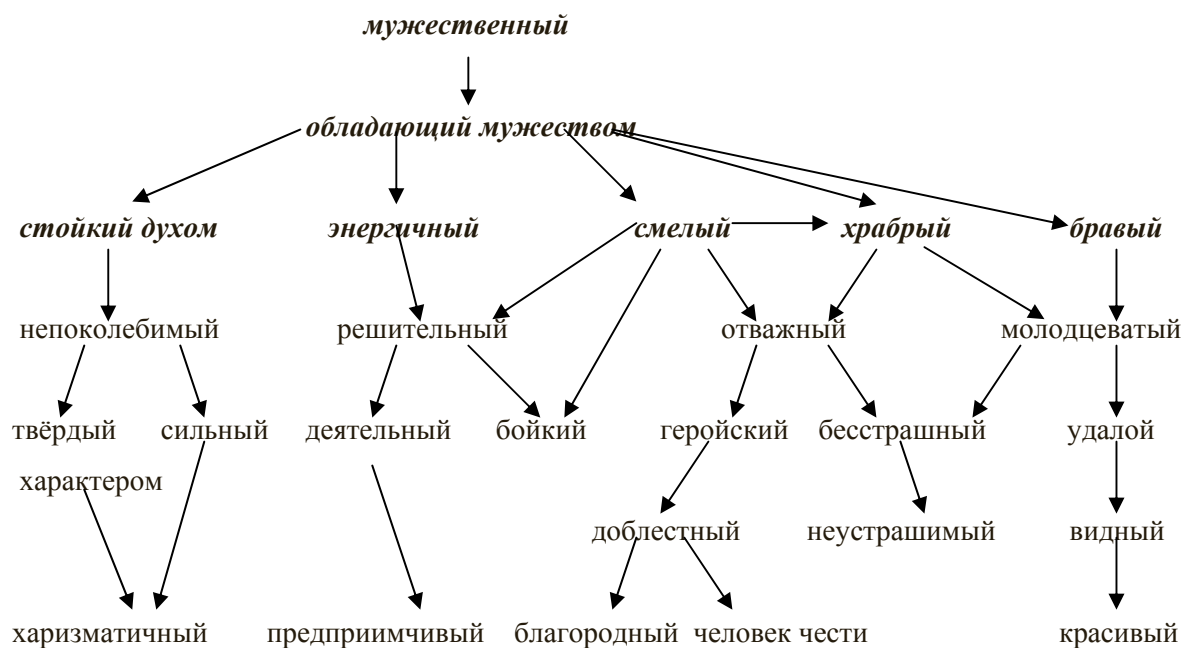 мужественный
обладающий мужеством
стойкий духом энергичный смелый храбрый бравый
непоколебимый решительный отважный молодцеватый
твёрдый сильный деятельный бойкий геройский бесстрашный удалой
характером
доблестный неустрашимый видный
харизматичный предприимчивый благородный человек чести красивый